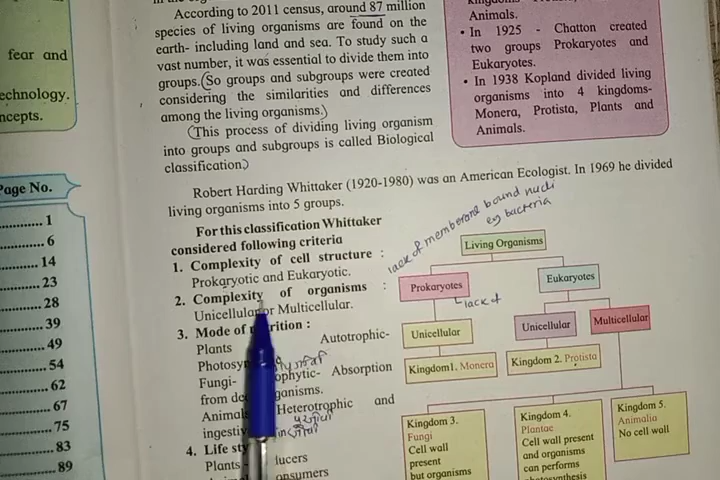 According to 2011 census, around 87 million
species of living organisms are found on the
earth- including land and sea. To study such a
vast number, it was essential to divide them into
groups. (So groups and subgroups were created
considering the similarities and differences
among the living organisms.)
(This process of dividing living organism
into groups and subgroups is called Biological
classification.)
Animals.
• In 1925 - Chatton created
two groups Prokaryotes and
Eukaryotes.
• In 1938 Kopland divided living
organisms into 4 kingdoms-
Monera, Protista, Plants and
Animals.
fear and
echnology.
ncepts.
Page No.
1
6
14
23
28
39
49
54
62
67
75
83
89
Robert Harding Whittaker (1920-1980) was an American Ecologist. In 1969 he divided
living organisms into 5 groups.
For this classification Whittaker
considered following criteria
1. Complexity of cell structure :
Prokaryotic and Eukaryotic.
2. Complexity of organisms :
Unicellular or Multicellular.
3. Mode of
Plants Autotrophic-
Fungi- Absorption
from
Animals Heterotrophic and
4. Life
Plants -
lack of membrane bound nucli
eg bacteria
Living Organisms
Prokaryotes
Eukaryotes
lack of
Unicellular
Unicellular
Multicellular
Kingdom1. Monera
Kingdom 2. Protista
Kingdom 3.
Fungi
Cell wall
present
but organisms
Kingdom 4.
Plantae
Cell wall present
and organisms
can performs
photosynthesis
Kingdom 5.
Animalia
No cell wall